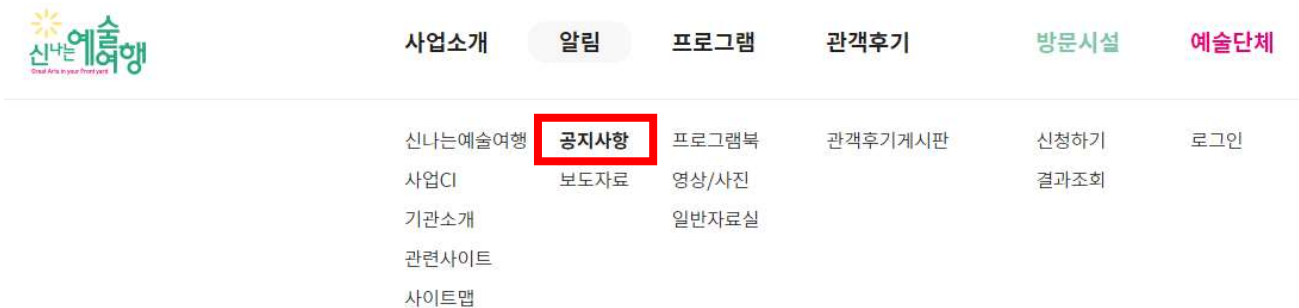 신나는예술여행
Great Arts in your Front yard
사업소개 알림 프로그램 관객후기 방문시설 예술단체
신나는예술여행 공지사항 프로그램북 관객후기게시판 신청하기 로그인
사업CI 보도자료 영상/사진 결과조회
기관소개 일반자료실
관련사이트
사이트맵